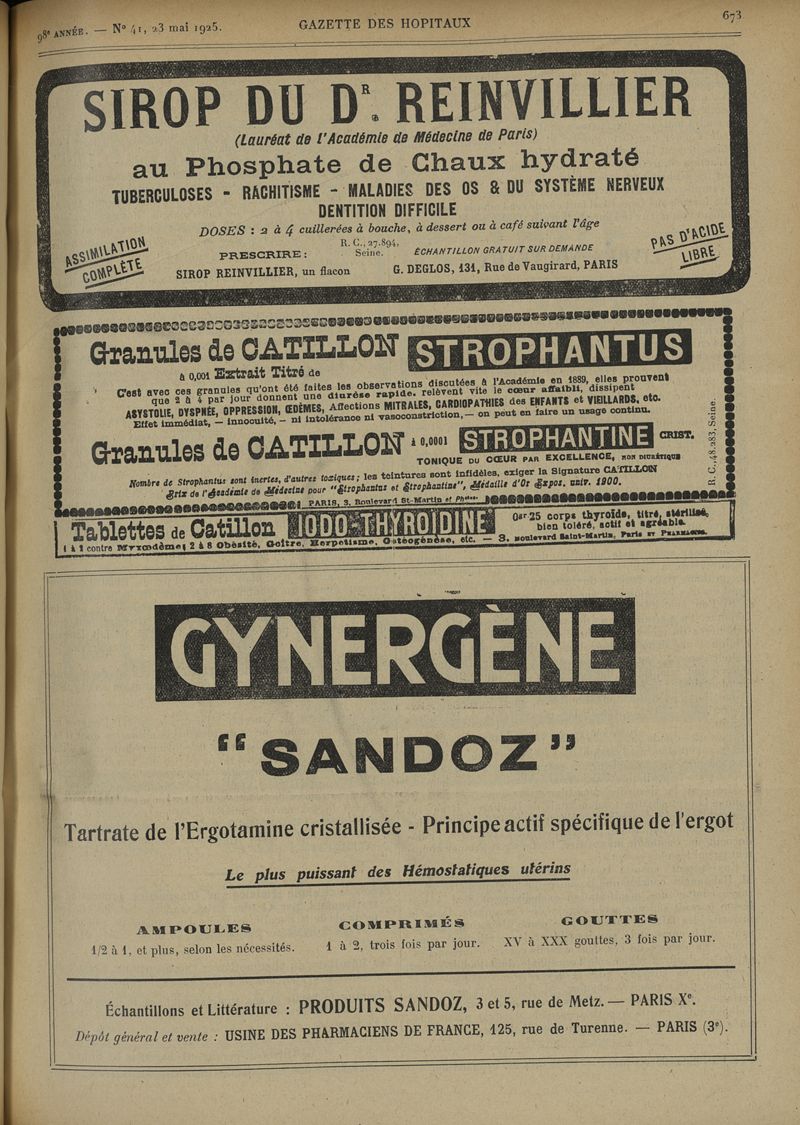 98e ANNÉE. — No 41, 23 mai 1925.
GAZETTE DES HOPITAUX
673
SIROP DU Dr. REINVILLIER
(Lauréat de l'Académie de Médecine de Paris)
au Phosphate de Chaux hydraté
TUBERCULOSES - RACHITISME - MALADIES DES OS & DU SYSTÈME NERVEUX
DENTITION DIFFICILE
DOSES : 2 à 4 cuillerées à bouche, à dessert ou à café suivant l'âge
ASSIMILATION
COMPLÈTE
PRESCRIRE :
R. C., 27.894,
Seine.
ÉCHANTILLON GRATUIT SUR DEMANDE
SIROP REINVILLIER, un flacon
G. DEGLOS, 131, Rue de Vaugirard, PARIS
PAS D'ACIDE
LIBRE
Granules de CATILLON STROPHANTUS
à 0,001 Extrait Titré de
C'est avec ces granules qu'ont été faites les observations discutées à l'Académie en 1889, elles prouvent
que 2 à 4 par jour donnent une diurèse rapide, relèvent vite le cœur affaibli, dissipent
ASYSTOLIE, DYSPNÉE, OPPRESSION, ŒDÈMES, Affections MITRALES, CARDIOPATHIES des ENFANTS et VIEILLARDS, etc.
Effet immédiat, — innocuité, — ni intolérance ni vasoconstriction, — on peut en faire un usage continu.
Granules de CATILLON à 0,0001 STROPHANTINE CRIST.
TONIQUE DU CŒUR PAR EXCELLENCE, NON DIURÉTIQUE
Nombre de Strophantus sont inertes, d'autres toxiques; les teintures sont infidèles, exiger la Signature CATILLON
Prix de l'Académie de Médecine pour "Strophantus et Strophantine", Médaille d'Or Expos. univ. 1900.
PARIS, 3, Boulevard St-Martin et Phies
R. C., 48.283, Seine.
Tablettes de Catillon IODO-THYROIDINE
0gr 25 corps thyroïde, titré, stérilisé,
bien toléré, actif et agréable.
1 à 2 contre Myxœdème; 2 à 8 Obésité, Goître, Herpétisme, Ostéogénèse, etc. — 3, Boulevard Saint-Martin, Paris ET PHARMACIES.
GYNERGÈNE
"SANDOZ"
Tartrate de l'Ergotamine cristallisée - Principe actif spécifique de l'ergot
Le plus puissant des Hémostatiques utérins
AMPOULES
1/2 à 1, et plus, selon les nécessités.
COMPRIMÉS
1 à 2, trois fois par jour.
GOUTTES
XV à XXX gouttes, 3 fois par jour.
Échantillons et Littérature : PRODUITS SANDOZ, 3 et 5, rue de Metz. — PARIS Xe.
Dépôt général et vente : USINE DES PHARMACIENS DE FRANCE, 125, rue de Turenne. — PARIS (3e).